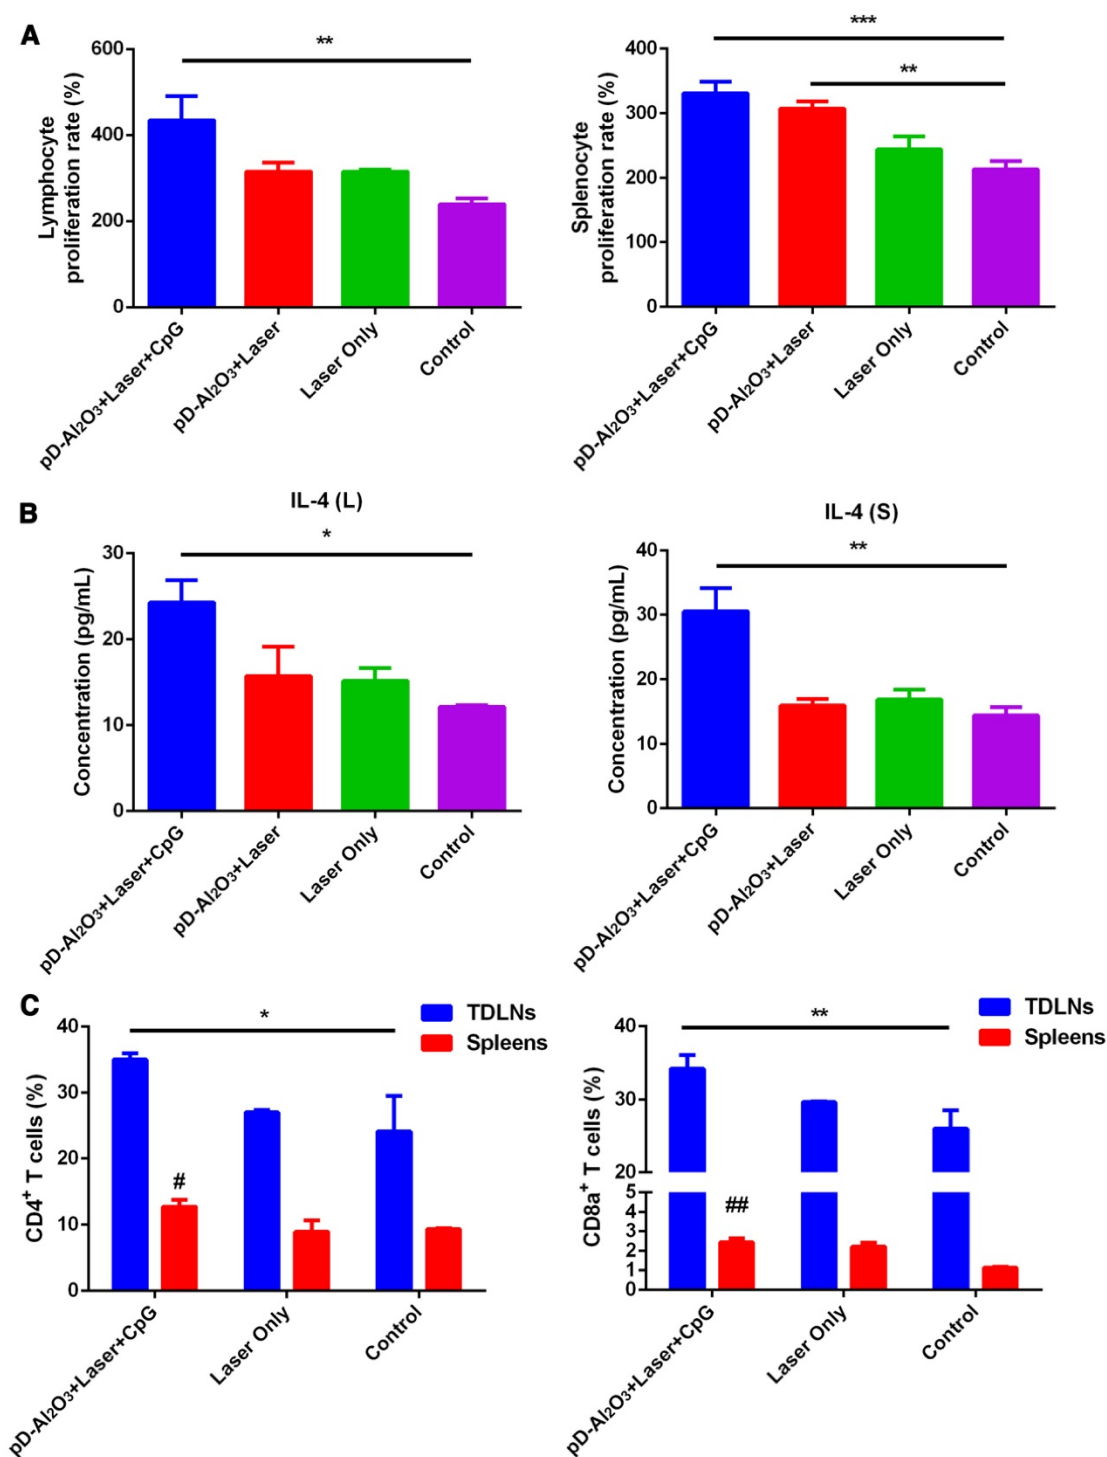 A
Lymphocyte
proliferation rate (%)
600
400
200
0
**
pD-Al₂O₃+Laser+CpG
pD-Al₂O₃+Laser
Laser Only
Control
Splenocyte
proliferation rate (%)
400
300
200
100
0
***
**
pD-Al₂O₃+Laser+CpG
pD-Al₂O₃+Laser
Laser Only
Control
B
IL-4 (L)
Concentration (pg/mL)
30
20
10
0
*
pD-Al₂O₃+Laser+CpG
pD-Al₂O₃+Laser
Laser Only
Control
IL-4 (S)
Concentration (pg/mL)
40
30
20
10
0
**
pD-Al₂O₃+Laser+CpG
pD-Al₂O₃+Laser
Laser Only
Control
C
CD4⁺ T cells (%)
40
30
20
10
0
*
#
TDLNs
Spleens
pD-Al₂O₃+Laser+CpG
Laser Only
Control
CD8a⁺ T cells (%)
40
30
20
5
4
3
2
1
0
**
##
TDLNs
Spleens
pD-Al₂O₃+Laser+CpG
Laser Only
Control